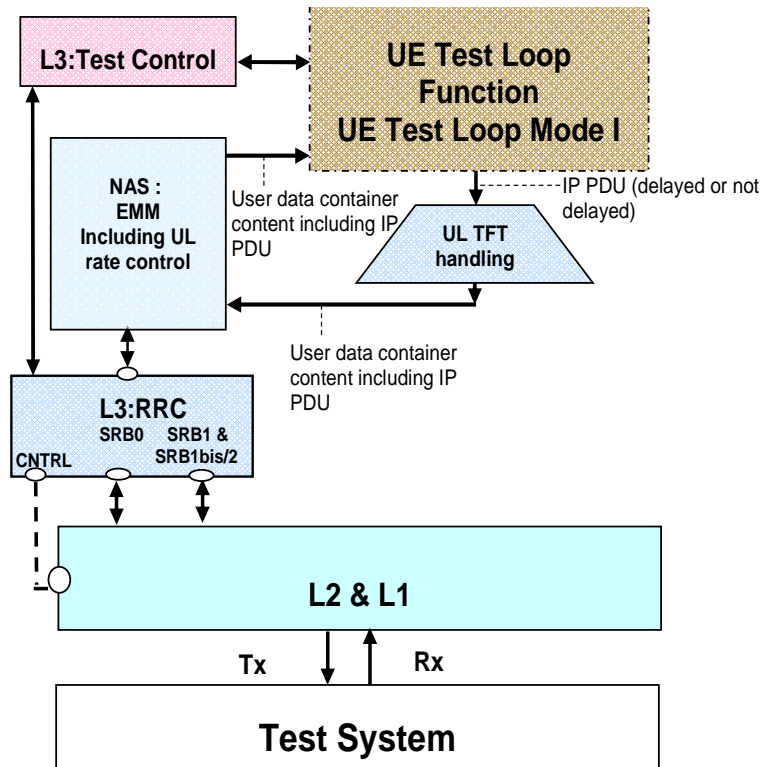 L3:Test Control
UE Test Loop
Function
UE Test Loop Mode I
NAS :
EMM
Including UL
rate control
User data container
content including IP
PDU
IP PDU (delayed or not
delayed)
UL TFT
handling
User data container
content including IP
PDU
L3:RRC
SRB0
SRB1 &
SRB1bis/2
CNTRL
L2 & L1
Tx
Rx
Test System